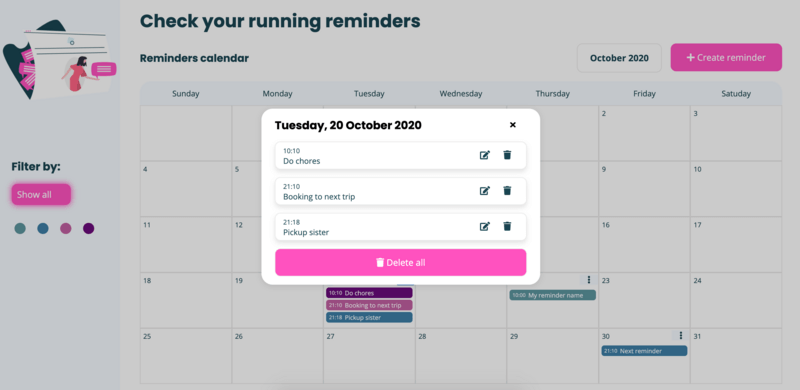 Check your running reminders
Reminders calendar
October 2020
Create reminder
Filter by:
Show all
Sunday Monday Tuesday Wednesday Thursday Friday Satuday
2 3
4 5 9 10
11 12 16 17
18 19 23 24
10:10 Do chores
21:10 Booking to next trip
21:18 Pickup sister
10:00 My reminder name
25 26 27 28 29 30 31
21:10 Next reminder
Tuesday, 20 October 2020
10:10
Do chores
21:10
Booking to next trip
21:18
Pickup sister
Delete all